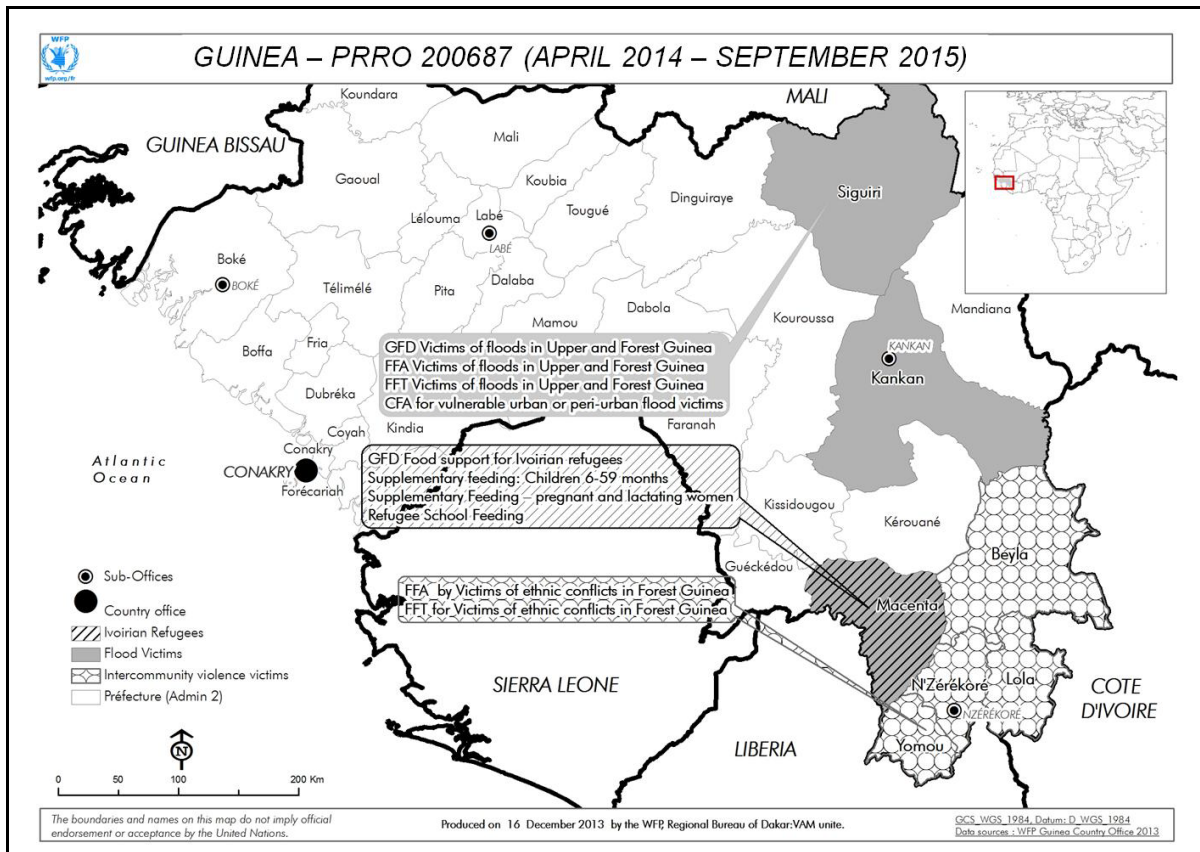 WFP
wfp.org/fr
GUINEA – PRRO 200687 (APRIL 2014 – SEPTEMBER 2015)
Koundara
MALI
GUINEA BISSAU
Mali
Gaoual
Koubia
Siguiri
Dinguiraye
Lélouma
Labé
Tougué
LABÉ
Boké
BOKÉ
Télimélé
Pita
Dalaba
Dabola
Mandiana
Mamou
Kouroussa
Boffa
Fria
KANKAN
Kankan
GFD Victims of floods in Upper and Forest Guinea
FFA Victims of floods in Upper and Forest Guinea
FFT Victims of floods in Upper and Forest Guinea
CFA for vulnerable urban or peri-urban flood victims
Dubréka
Coyah
Kindia
Faranah
Conakry
CONAKRY
Forécariah
Atlantic
Ocean
GFD Food support for Ivoirian refugees
Supplementary feeding: Children 6-59 months
Supplementary Feeding – pregnant and lactating women
Refugee School Feeding
Kissidougou
Kérouané
Beyla
Guéckédou
Macenta
FFA by Victims of ethnic conflicts in Forest Guinea
FFT for Victims of ethnic conflicts in Forest Guinea
Sub-Offices
Country office
Ivoirian Refugees
Flood Victims
Intercommunity violence victims
Préfecture (Admin 2)
SIERRA LEONE
N'Zérékoré
Lola
COTE
D'IVOIRE
NZÉRÉKORÉ
Yomou
LIBERIA
N
0 50 100 200 Km
The boundaries and names on this map do not imply official
endorsement or acceptance by the United Nations.
Produced on 16 December 2013 by the WFP, Regional Bureau of Dakar:VAM unite.
GCS_WGS_1984, Datum: D_WGS_1984
Data sources : WFP Guinea Country Office 2013